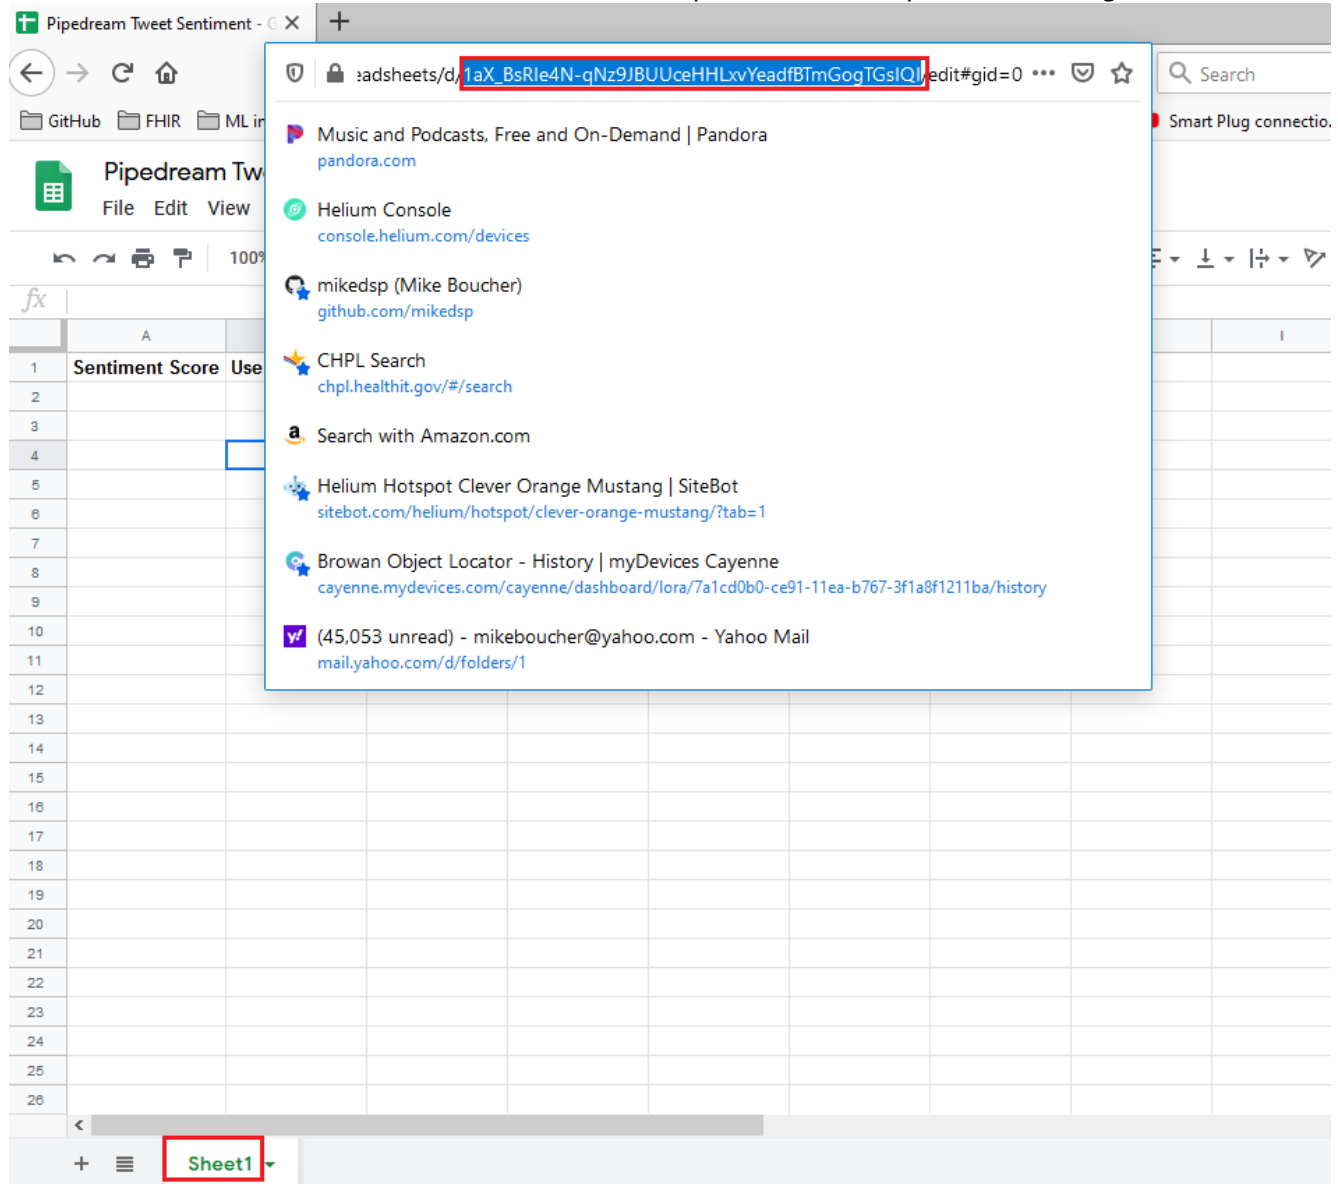 Pipedream Tweet Sentiment - G
eadsheets/d/1aX_BsRIe4N-qNz9JBUUceHHLxvYeadfBTmGogTGsIQI/edit#gid=0
Search
GitHub FHIR ML in
Smart Plug connectio.
Pipedream Tw
File Edit View
100%
fx
Music and Podcasts, Free and On-Demand | Pandora
pandora.com
Helium Console
console.helium.com/devices
mikedsp (Mike Boucher)
github.com/mikedsp
CHPL Search
chpl.healthit.gov/#/search
Search with Amazon.com
Helium Hotspot Clever Orange Mustang | SiteBot
sitebot.com/helium/hotspot/clever-orange-mustang/?tab=1
Browan Object Locator - History | myDevices Cayenne
cayenne.mydevices.com/cayenne/dashboard/lora/7a1cd0b0-ce91-11ea-b767-3f1a8f1211ba/history
(45,053 unread) - mikeboucher@yahoo.com - Yahoo Mail
mail.yahoo.com/d/folders/1
A I
1 Sentiment Score Use
2
3
4
5
6
7
8
9
10
11
12
13
14
15
16
17
18
19
20
21
22
23
24
25
26
Sheet1